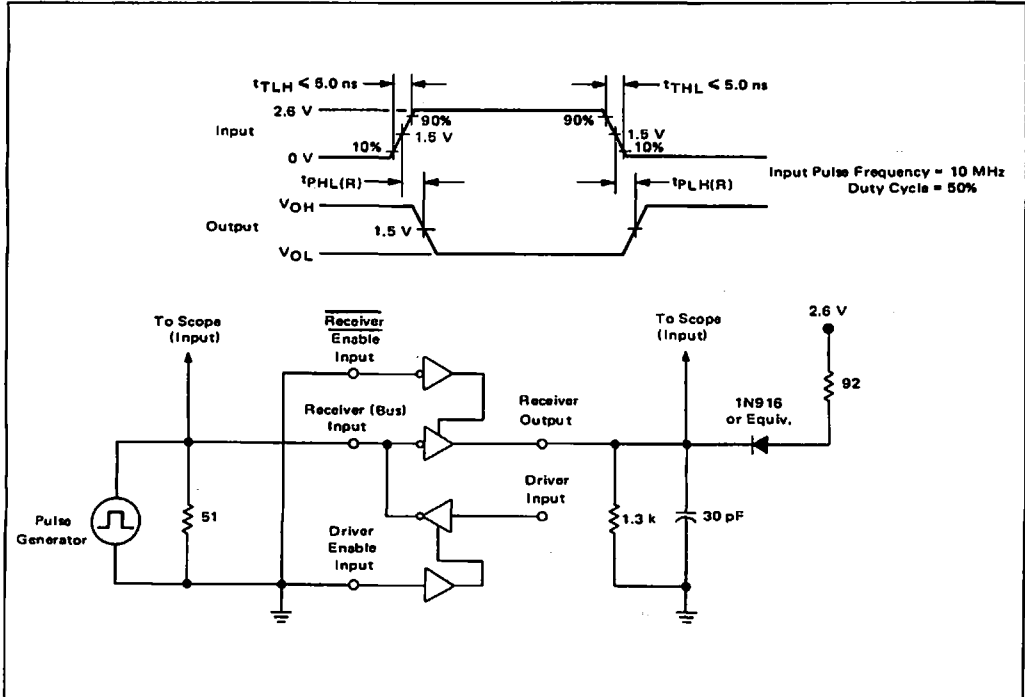 tTLH < 5.0 ns
tTHL < 5.0 ns
2.6 V
90%
90%
Input
1.5 V
1.5 V
10%
10%
0 V
Input Pulse Frequency = 10 MHz
Duty Cycle = 50%
tPHL(R)
tPLH(R)
VOH
Output
1.5 V
VOL
To Scope
(Input)
Receiver
Enable
Input
To Scope
(Input)
2.6 V
92
Receiver (Bus)
Input
Receiver
Output
1N916
or Equiv.
Pulse
Generator
51
Driver
Input
1.3 k
30 pF
Driver
Enable
Input